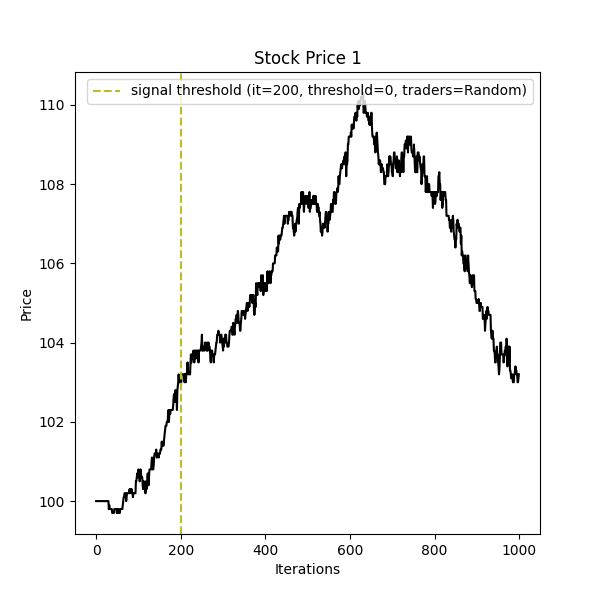 Stock Price 1
signal threshold (it=200, threshold=0, traders=Random)
110
108
106
104
102
100
Price
0 200 400 600 800 1000
Iterations